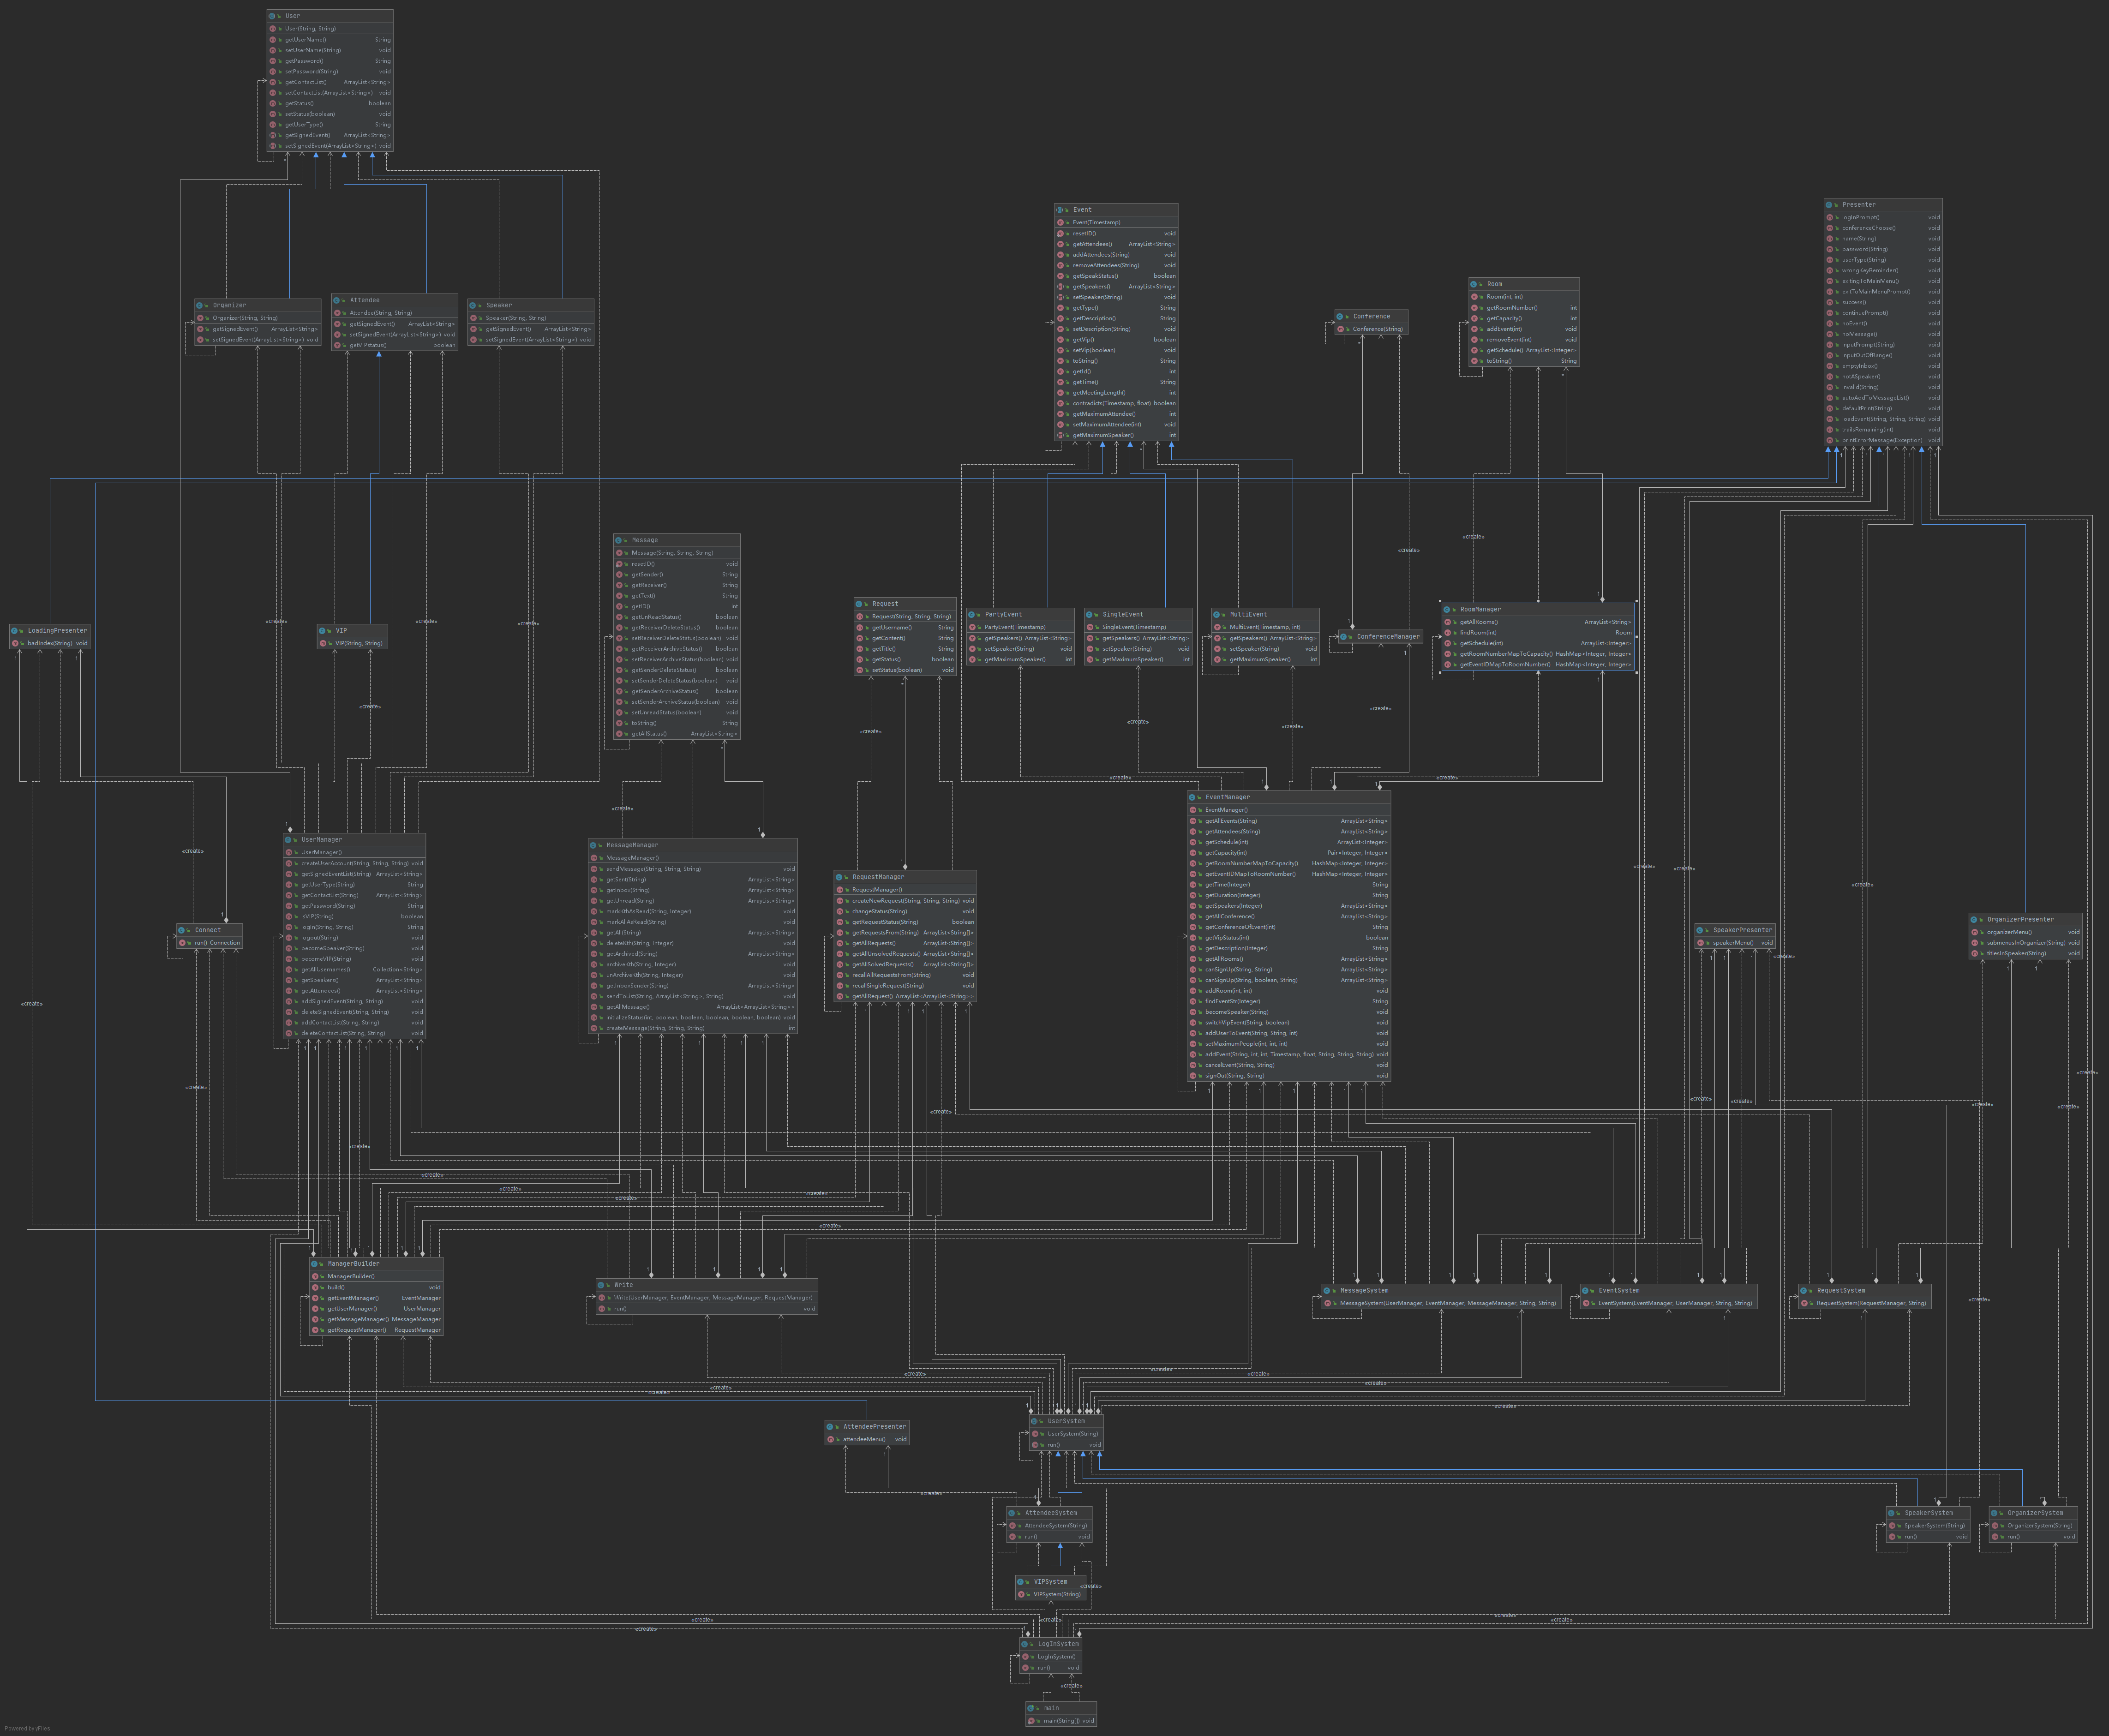 User
User(String, String)
getUserName() String
setUserName(String) void
getPassword() String
setPassword(String) void
getContactList() ArrayList<String>
setContactList(ArrayList<String>) void
getStatus() boolean
setStatus(boolean) void
getUserType() String
getSignedEvent() ArrayList<String>
setSignedEvent(ArrayList<String>) void
Organizer
Organizer(String, String)
getSignedEvent() ArrayList<String>
setSignedEvent(ArrayList<String>) void
Attendee
Attendee(String, String)
getSignedEvent() ArrayList<String>
setSignedEvent(ArrayList<String>) void
getVIPstatus() boolean
Speaker
Speaker(String, String)
getSignedEvent() ArrayList<String>
setSignedEvent(ArrayList<String>) void
Event
Event(Timestamp)
resetID() void
getAttendees() ArrayList<String>
addAttendees(String) void
removeAttendees(String) void
getSpeakStatus() boolean
getSpeakers() ArrayList<String>
setSpeaker(String) void
getType() String
getDescription() String
setDescription(String) void
getVip() boolean
setVip(boolean) void
toString() String
getId() int
getTime() String
getMeetingLength() int
contradicts(Timestamp, float) boolean
getMaximumAttendee() int
setMaximumAttendee(int) void
getMaximumSpeaker() int
Conference
Conference(String)
Room
Room(int, int)
getRoomNumber() int
getCapacity() int
addEvent(int) void
removeEvent(int) void
getSchedule() ArrayList<Integer>
toString() String
Presenter
logInPrompt() void
conferenceChoose() void
name(String) void
password(String) void
userType(String) void
wrongKeyReminder() void
exitingToMainMenu() void
exitToMainMenuPrompt() void
success() void
continuePrompt() void
noEvent() void
noMessage() void
inputPrompt(String) void
inputOutOfRange() void
emptyInbox() void
notASpeaker() void
invalid(String) void
autoAddToMessageList() void
defaultPrint(String) void
loadEvent(String, String, String) void
trailsRemaining(int) void
printErrorMessage(Exception) void
Message
Message(String, String, String)
resetID() void
getSender() String
getReceiver() String
getText() String
getID() int
getUnReadStatus() boolean
getReceiverDeleteStatus() boolean
setReceiverDeleteStatus(boolean) void
getReceiverArchiveStatus() boolean
setReceiverArchiveStatus(boolean) void
getSenderDeleteStatus() boolean
setSenderDeleteStatus(boolean) void
getSenderArchiveStatus() boolean
setSenderArchiveStatus(boolean) void
setUnreadStatus(boolean) void
toString() String
getAllStatus() ArrayList<String>
LoadingPresenter
badIndex(String) void
VIP
VIP(String, String)
Request
Request(String, String, String)
getUsername() String
getContent() String
getTitle() String
getStatus() boolean
setStatus(boolean) void
PartyEvent
PartyEvent(Timestamp)
getSpeakers() ArrayList<String>
setSpeaker(String) void
getMaximumSpeaker() int
SingleEvent
SingleEvent(Timestamp)
getSpeakers() ArrayList<String>
setSpeaker(String) void
getMaximumSpeaker() int
MultiEvent
MultiEvent(Timestamp, int)
getSpeakers() ArrayList<String>
setSpeaker(String) void
getMaximumSpeaker() int
ConferenceManager
RoomManager
getAllRooms() ArrayList<String>
findRoom(int) Room
getSchedule(int) ArrayList<Integer>
getRoomNumberMapToCapacity() HashMap<Integer, Integer>
getEventIDMapToRoomNumber() HashMap<Integer, Integer>
UserManager
UserManager()
createUserAccount(String, String, String) void
getSignedEventList(String) ArrayList<String>
getUserType(String) String
getContactList(String) ArrayList<String>
getPassword(String) String
isVIP(String) boolean
logIn(String, String) String
logout(String) void
becomeSpeaker(String) void
becomeVIP(String) void
getAllUsernames() Collection<String>
getSpeakers() ArrayList<String>
getAttendees() ArrayList<String>
addSignedEvent(String, String) void
deleteSignedEvent(String, String) void
addContactList(String, String) void
deleteContactList(String, String) void
MessageManager
MessageManager()
sendMessage(String, String, String) void
getSent(String) ArrayList<String>
getInbox(String) ArrayList<String>
getUnread(String) ArrayList<String>
markAthAsRead(String, Integer) void
markAllAsRead(String) void
getAll(String) ArrayList<String>
deleteKth(String, Integer) void
getArchived(String) ArrayList<String>
archiveKth(String, Integer) void
unArchiveKth(String, Integer) void
getInboxSender(String) ArrayList<String>
sendToList(String, ArrayList<String>, String) void
getAllMessage() ArrayList<ArrayList<String>>
initializeStatus(int, boolean, boolean, boolean, boolean, boolean) void
createMessage(String, String, String) int
RequestManager
RequestManager()
createNewRequest(String, String, String) void
changeStatus(String) void
getRequestStatus(String) boolean
getRequestsFrom(String) ArrayList<String[]>
getAllRequests() ArrayList<String[]>
getAllUnsolvedRequests() ArrayList<String[]>
getAllSolvedRequests() ArrayList<String[]>
recallAllRequestsFrom(String) void
recallSingleRequest(String) void
getAllRequest() ArrayList<ArrayList<String>>
EventManager
EventManager()
getAllEvents(String) ArrayList<String>
getAttendees(String) ArrayList<String>
getSchedule(int) ArrayList<Integer>
getCapacity(int) Pair<Integer, Integer>
getRoomNumberMapToCapacity() HashMap<Integer, Integer>
getEventIDMapToRoomNumber() HashMap<Integer, Integer>
getTime(Integer) String
getDuration(Integer) String
getSpeakers(Integer) ArrayList<String>
getAllConference() ArrayList<String>
getConferenceOfEvent(int) String
getVipStatus(int) boolean
getDescription(Integer) String
getAllRooms() ArrayList<String>
canSignUp(String, String) ArrayList<String>
canSignUp(String, boolean, String) ArrayList<String>
addRoom(int, int) void
findEventStr(Integer) String
becomeSpeaker(String) void
switchVipEvent(String, boolean) void
addUserToEvent(String, String, int) void
setMaximumPeople(int, int, int) void
addEvent(String, int, int, Timestamp, float, String, String, String) void
cancelEvent(String, String) void
signOut(String, String) void
Connect
run() Connection
SpeakerPresenter
speakerMenu() void
OrganizerPresenter
organizerMenu() void
submenusInOrganizer(String) void
titlesInSpeaker(String) void
ManagerBuilder
ManagerBuilder()
build() void
getEventManager() EventManager
getUserManager() UserManager
getMessageManager() MessageManager
getRequestManager() RequestManager
Write
Write(UserManager, EventManager, MessageManager, RequestManager)
run() void
MessageSystem
MessageSystem(UserManager, EventManager, MessageManager, String, String)
EventSystem
EventSystem(EventManager, UserManager, String, String)
RequestSystem
RequestSystem(RequestManager, String)
AttendeePresenter
attendeeMenu() void
UserSystem
UserSystem(String)
run() void
AttendeeSystem
AttendeeSystem(String)
run() void
VIPSystem
VIPSystem(String)
SpeakerSystem
SpeakerSystem(String)
run() void
OrganizerSystem
OrganizerSystem(String)
run() void
LogInSystem
LogInSystem()
run() void
«create»
main
main(String[]) void
Powered by yFiles